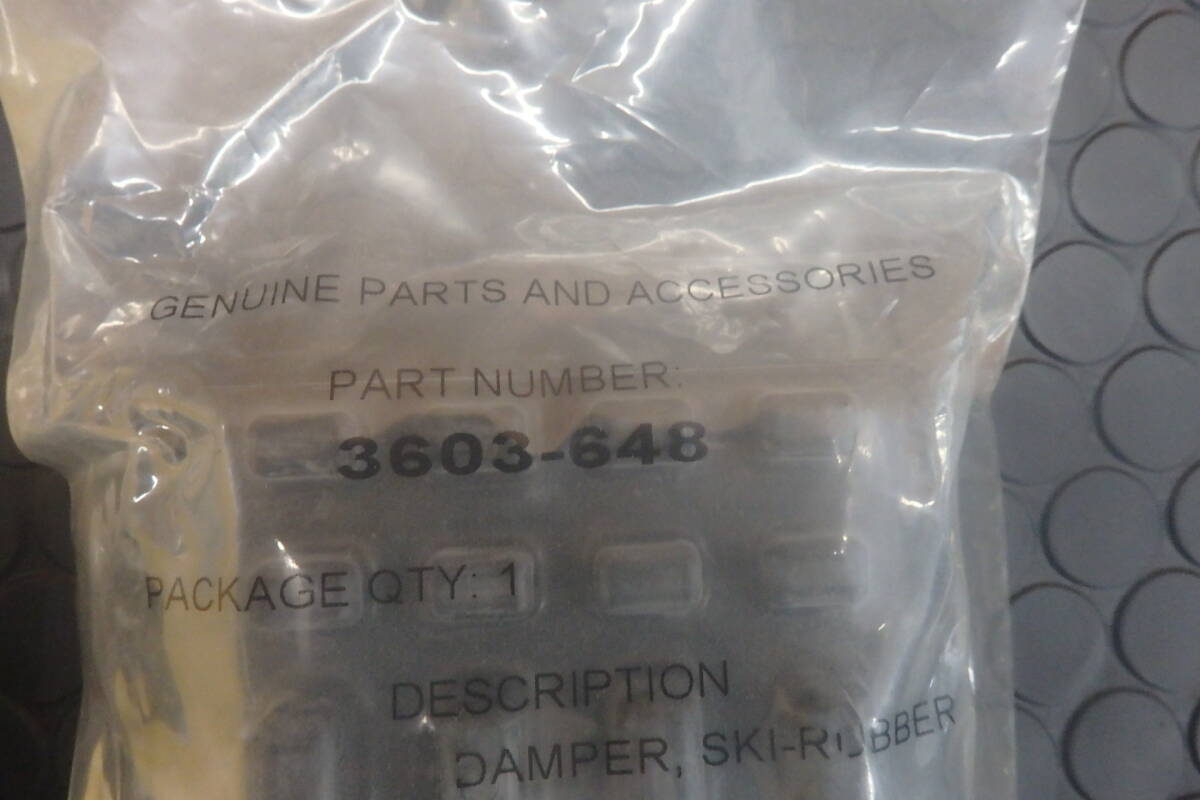 GENUINE PARTS AND ACCESSORIES
PART NUMBER:
3603-648
PACKAGE QTY: 1
DESCRIPTION
DAMPER, SKI-RUBBER